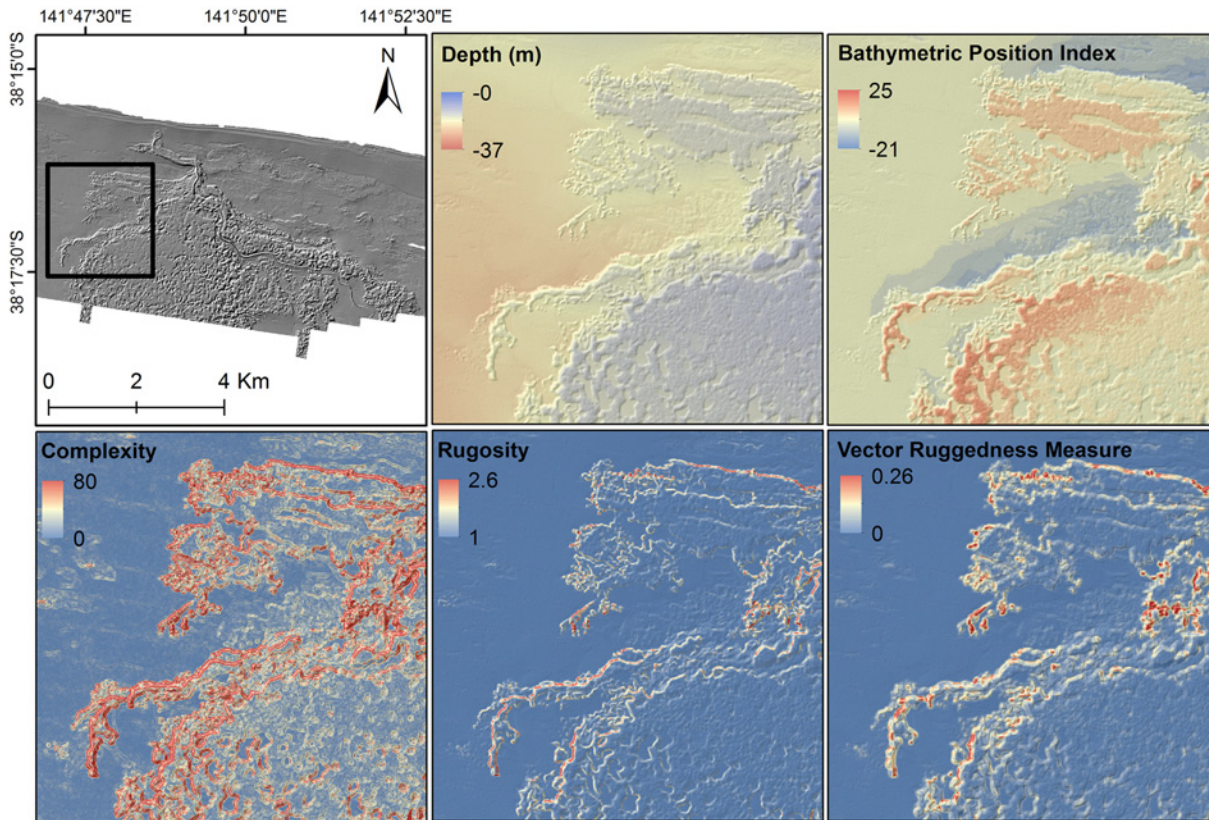 141°47'30"E
141°50'0"E
141°52'30"E
38°15'0"S
38°17'30"S
N
0 2 4 Km
Depth (m)
-0
-37
Bathymetric Position Index
25
-21
Complexity
80
0
Rugosity
2.6
1
Vector Ruggedness Measure
0.26
0